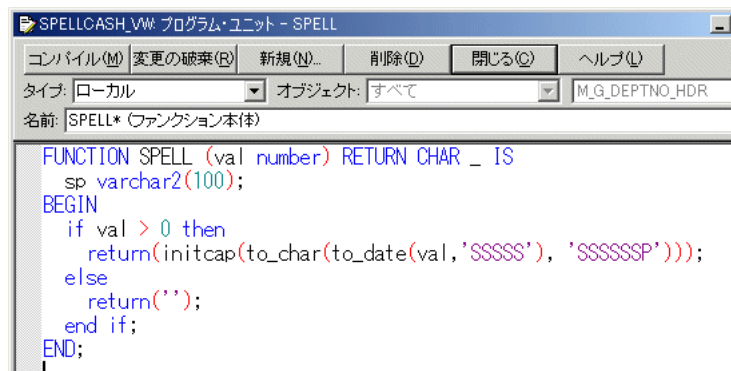 SPELLCASH_VW: プログラム・ユニット - SPELL
コンパイル(M) 変更の破棄(R) 新規(N)... 削除(D) 閉じる(C) ヘルプ(L)
タイプ: ローカル オブジェクト: すべて M_G_DEPTNO_HDR
名前: SPELL* (ファンクション本体)
FUNCTION SPELL (val number) RETURN CHAR _ IS
sp varchar2(100);
BEGIN
if val > 0 then
return(initcap(to_char(to_date(val,'SSSSS'), 'SSSSSSP')));
else
return('');
end if;
END;